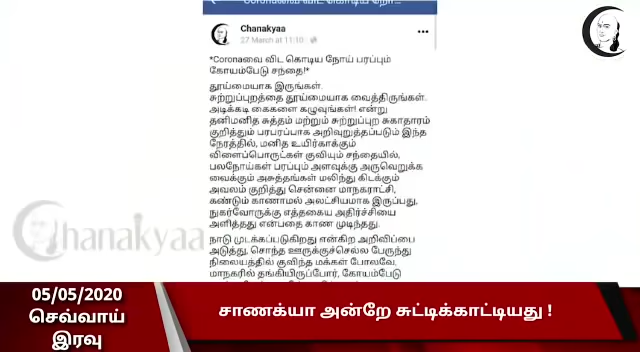 Coronaவை விட கொடிய நோ...
Chanakyaa
27 March at 11:10
*Coronaவை விட கொடிய நோய் பரப்பும்
கோயம்பேடு சந்தை!*
தூய்மையாக இருங்கள்.
சுற்றுப்புறத்தை தூய்மையாக வைத்திருங்கள்.
அடிக்கடி கைகளை கழுவுங்கள்! என்று
தனிமனித சுத்தம் மற்றும் சுற்றுப்புற சுகாதாரம்
குறித்தும் பரபரப்பாக அறிவுறுத்தப்படும் இந்த
நேரத்தில், மனித உயிர்காக்கும்
விளைப்பொருட்கள் குவியும் சந்தையில்,
பலநோய்கள் பரப்பும் அளவுக்கு அருவெறுக்க
வைக்கும் அசுத்தங்கள் மலிந்து கிடக்கும்
அவலம் குறித்து சென்னை மாநகராட்சி,
கண்டும் காணாமல் அலட்சியமாக இருப்பது,
நுகர்வோருக்கு எத்தகைய அதிர்ச்சியை
அளித்தது என்பதை காண முடிந்தது.
நாடு முடக்கப்படுகிறது என்கிற அறிவிப்பை
அடுத்து, சொந்த ஊருக்குச்செல்ல பேருந்து
நிலையத்தில் குவிந்த மக்கள் போலவே,
மாநகரில் தங்கியிருப்போர், கோயம்பேடு
Chanakyaa
05/05/2020
செவ்வாய்
இரவு
சாணக்யா அன்றே சுட்டிக்காட்டியது !